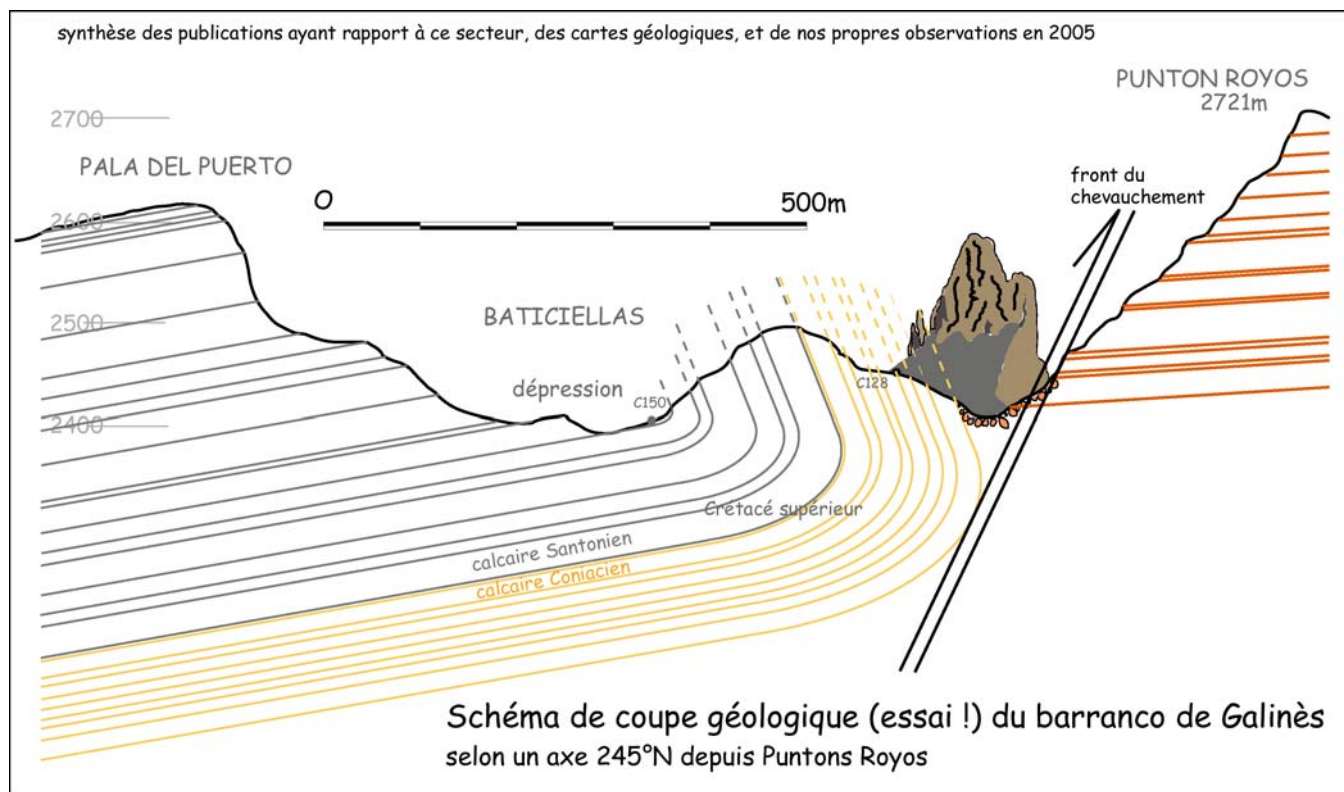 synthèse des publications ayant rapport à ce secteur, des cartes géologiques, et de nos propres observations en 2005
PUNTON ROYOS
2721m
2700
PALA DEL PUERTO
front du
chevauchement
0
500m
2600
2500
BATICIELLAS
dépression
C150
C128
2400
Crétacé supérieur
calcaire Santonien
calcaire Coniacien
Schéma de coupe géologique (essai !) du barranco de Galinès
selon un axe 245°N depuis Puntons Royos